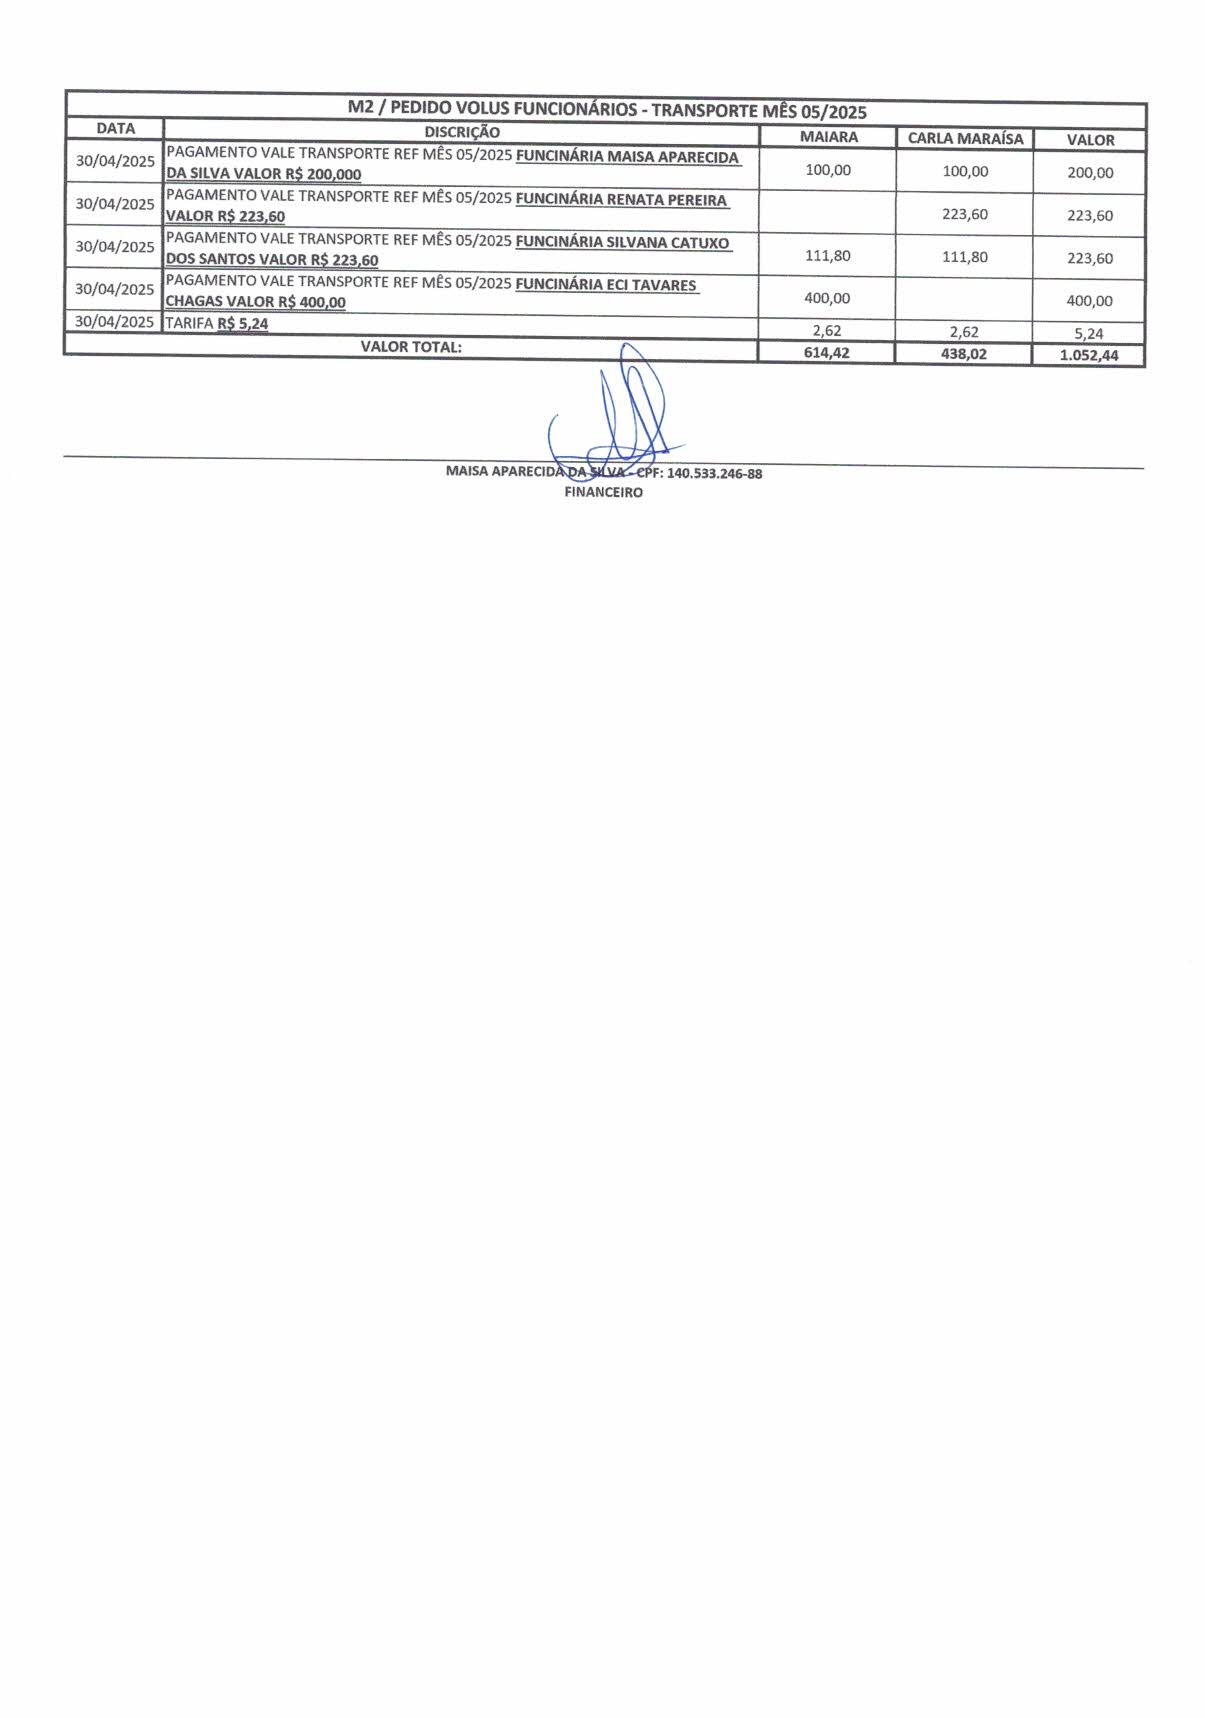 M2 / PEDIDO VOLUS FUNCIONÁRIOS - TRANSPORTE MÊS 05/2025
DATA DISCRIÇÃO MAIARA CARLA MARAÍSA VALOR
30/04/2025 PAGAMENTO VALE TRANSPORTE REF MÊS 05/2025 FUNCINÁRIA MAISA APARECIDA
DA SILVA VALOR R$ 200,000 100,00 100,00 200,00
30/04/2025 PAGAMENTO VALE TRANSPORTE REF MÊS 05/2025 FUNCINÁRIA RENATA PEREIRA
VALOR R$ 223,60 223,60 223,60
30/04/2025 PAGAMENTO VALE TRANSPORTE REF MÊS 05/2025 FUNCINÁRIA SILVANA CATUXO
DOS SANTOS VALOR R$ 223,60 111,80 111,80 223,60
30/04/2025 PAGAMENTO VALE TRANSPORTE REF MÊS 05/2025 FUNCINÁRIA ECI TAVARES
CHAGAS VALOR R$ 400,00 400,00 400,00
30/04/2025 TARIFA R$ 5,24 2,62 2,62 5,24
VALOR TOTAL: 614,42 438,02 1.052,44
MAISA APARECIDA DA SILVA - CPF: 140.533.246-88
FINANCEIRO